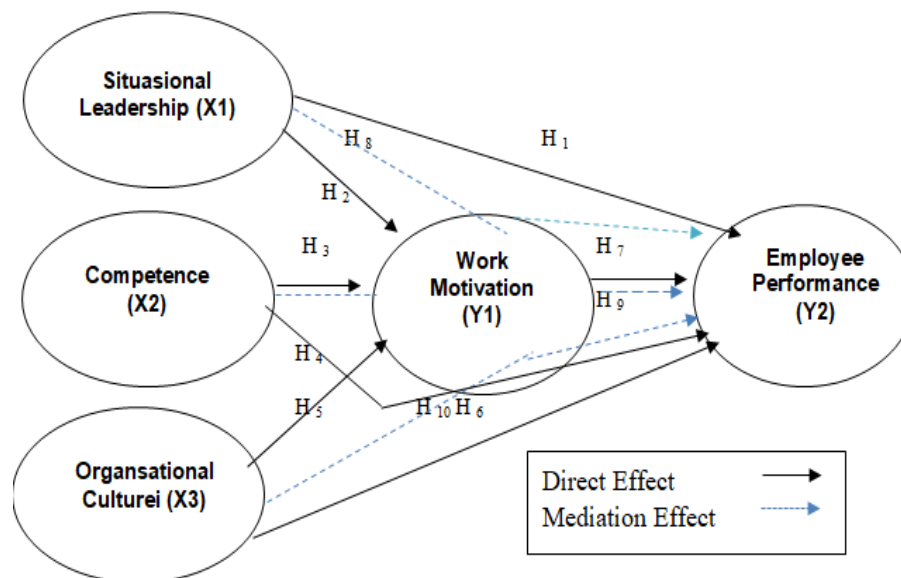 Situasional
Leadership (X1)
H 8
H 1
H 2
Competence
(X2)
H 3
Work
Motivation
(Y1)
H 7
H 9
Employee
Performance
(Y2)
H 4
H 5
H 10 H 6
Organsational
Culturei (X3)
Direct Effect
Mediation Effect